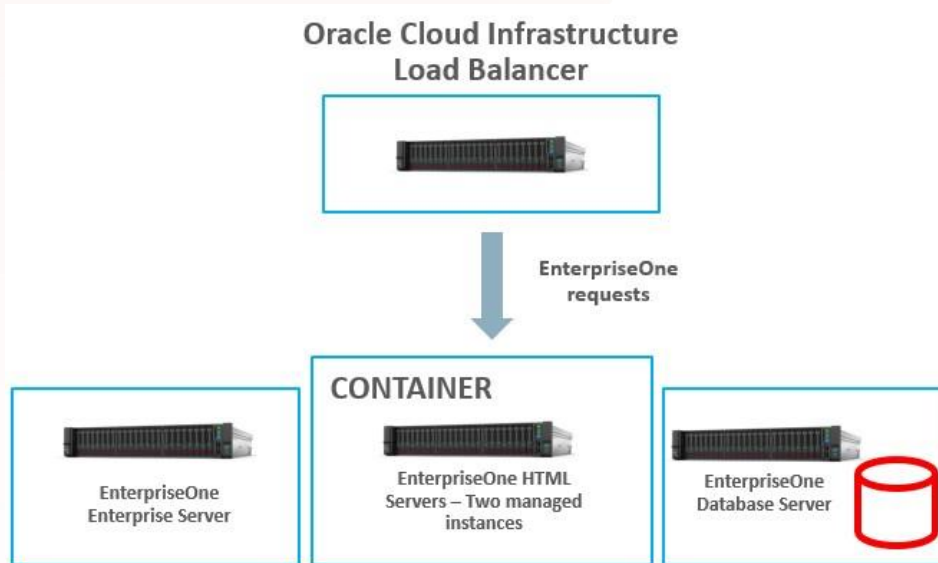 Oracle Cloud Infrastructure
Load Balancer
EnterpriseOne
requests
CONTAINER
EnterpriseOne
Enterprise Server
EnterpriseOne HTML
Servers – Two managed
instances
EnterpriseOne
Database Server